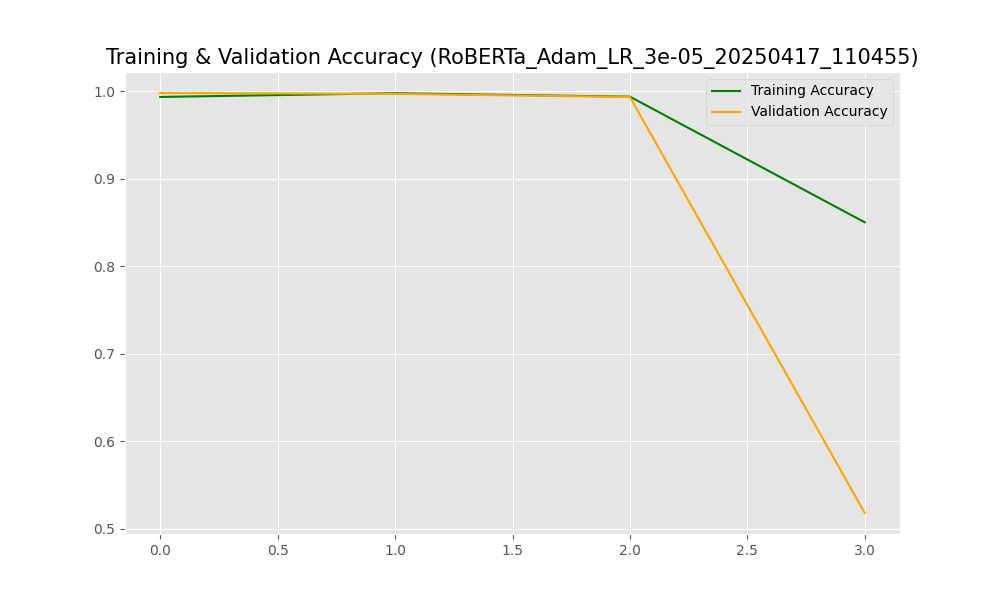 Training & Validation Accuracy (RoBERTa_Adam_LR_3e-05_20250417_110455)
Training Accuracy
Validation Accuracy
1.0
0.9
0.8
0.7
0.6
0.5
0.0 0.5 1.0 1.5 2.0 2.5 3.0